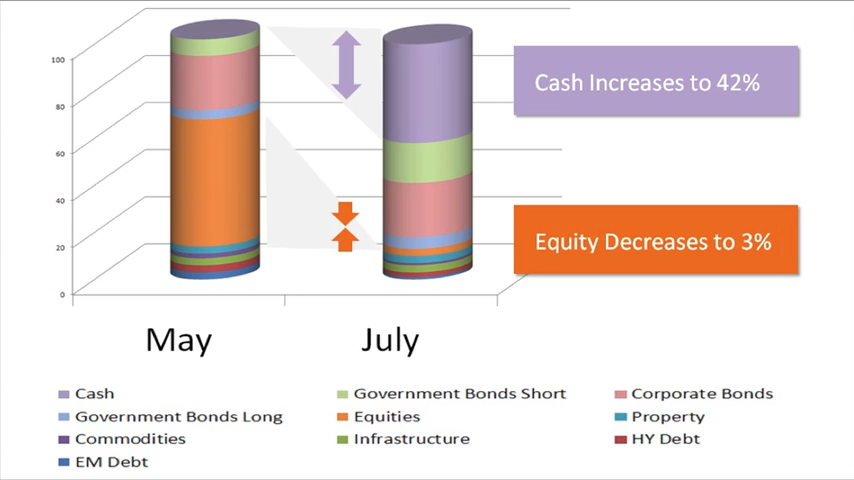 100
80
60
40
20
0
Cash Increases to 42%
Equity Decreases to 3%
May July
Cash Government Bonds Short Corporate Bonds
Government Bonds Long Equities Property
Commodities Infrastructure HY Debt
EM Debt